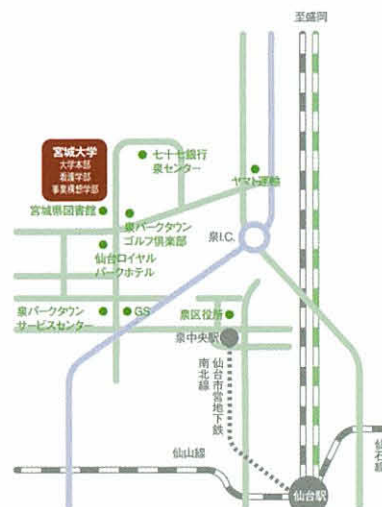 至盛岡
宮城大学
大学本部
看護学部
事業構想学部
七十七銀行
泉センター
ヤマト運輸
宮城県図書館
泉パークタウン
ゴルフ倶楽部
泉I.C.
仙台ロイヤル
パークホテル
泉パークタウン
サービスセンター
GS
泉区役所
泉中央駅
仙台市営地下鉄
南北線
仙山線
仙石線
仙台駅